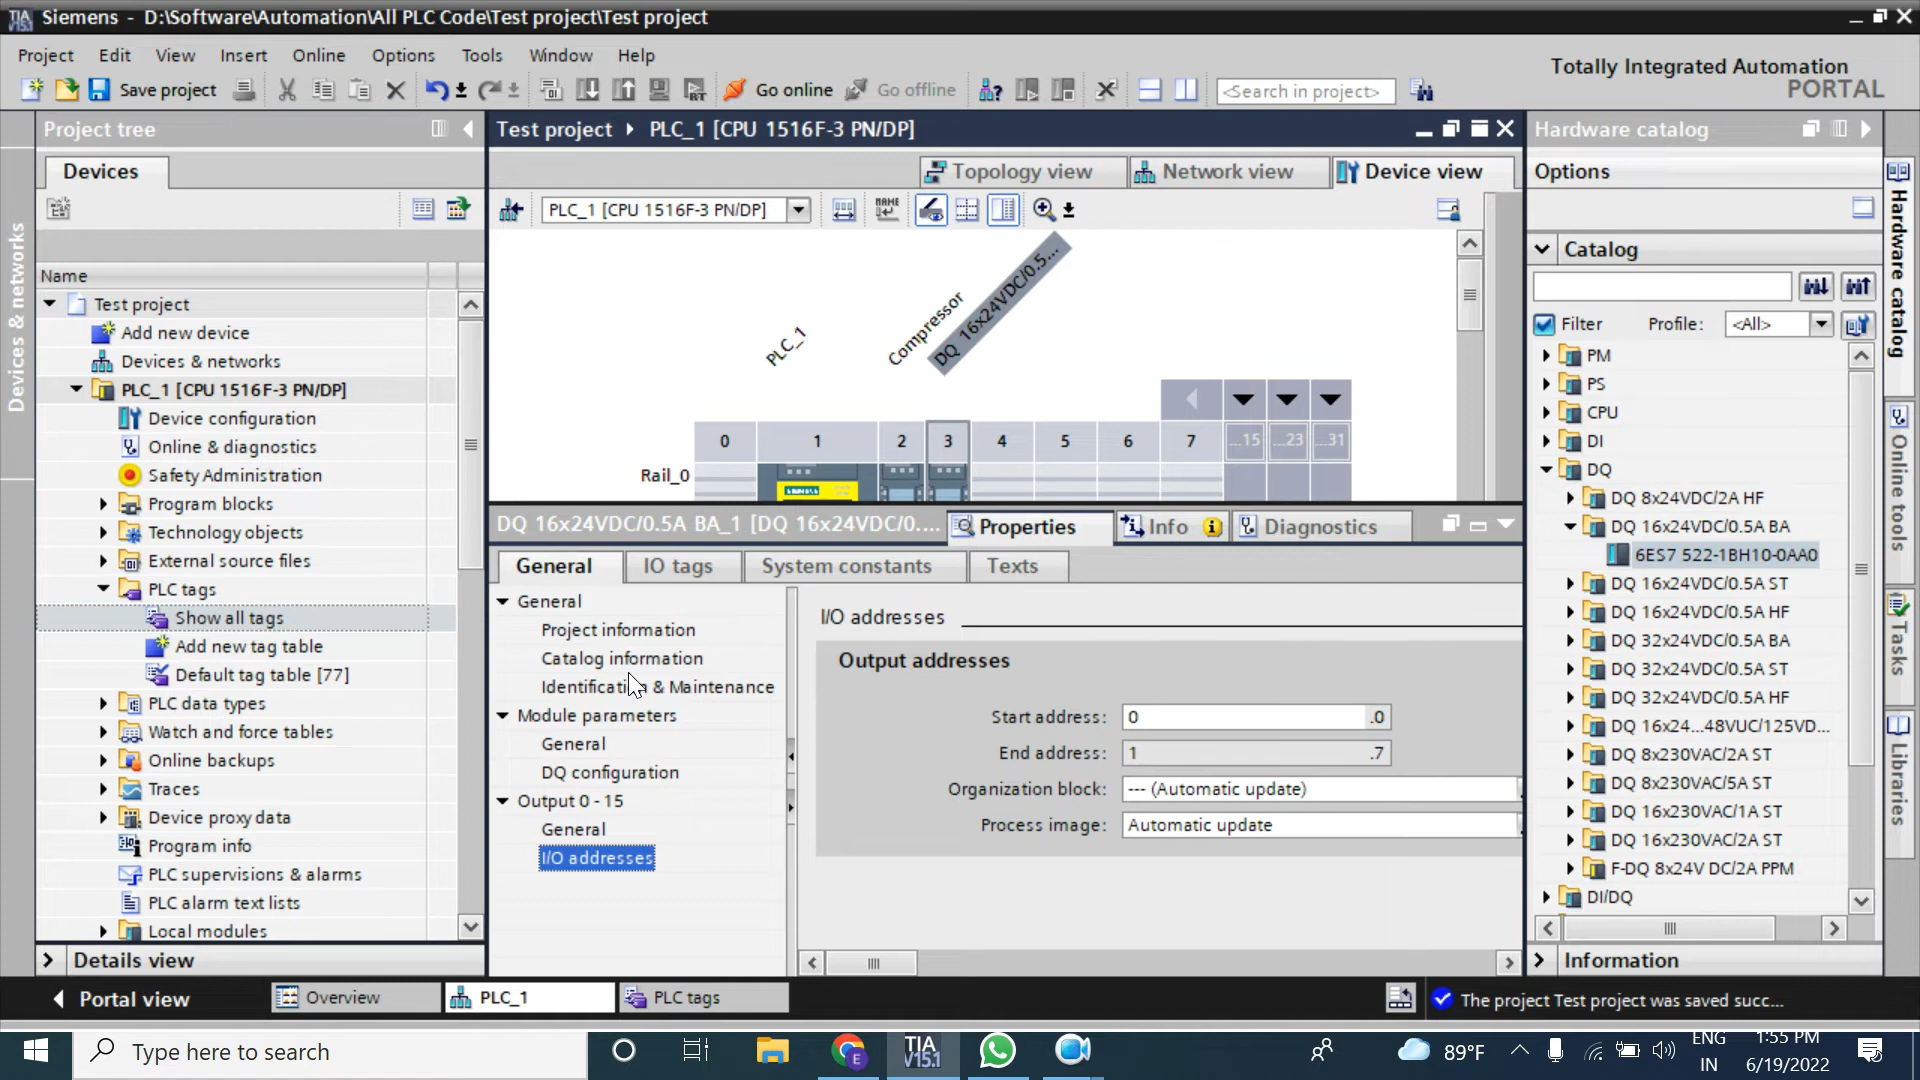 TIA V15.1 Siemens - D:\Software\Automation\All PLC Code\Test project\Test project
Project Edit View Insert Online Options Tools Window Help
Totally Integrated Automation
PORTAL
Save project Go online Go offline <Search in project>
Project tree
Devices
Devices & networks
Name
Test project
Add new device
Devices & networks
PLC_1 [CPU 1516F-3 PN/DP]
Device configuration
Online & diagnostics
Safety Administration
Program blocks
Technology objects
External source files
PLC tags
Show all tags
Add new tag table
Default tag table [77]
PLC data types
Watch and force tables
Online backups
Traces
Device proxy data
Program info
PLC supervisions & alarms
PLC alarm text lists
Local modules
Details view
Test project PLC_1 [CPU 1516F-3 PN/DP]
Topology view Network view Device view
PLC_1 [CPU 1516F-3 PN/DP]
NAME
PLC_1
Compressor
DQ 16x24VDC/0.5...
0 1 2 3 4 5 6 7 ...15 ...23 ...31
Rail_0
SIEMENS
DQ 16x24VDC/0.5A BA_1 [DQ 16x24VDC/0....
Properties Info Diagnostics
General IO tags System constants Texts
General
Project information
Catalog information
Identification & Maintenance
Module parameters
General
DQ configuration
Output 0 - 15
General
I/O addresses
I/O addresses
Output addresses
Start address: 0 .0
End address: 1 .7
Organization block: --- (Automatic update)
Process image: Automatic update
Hardware catalog
Options
Catalog
Filter Profile: <All>
PM
PS
CPU
DI
DQ
DQ 8x24VDC/2A HF
DQ 16x24VDC/0.5A BA
6ES7 522-1BH10-0AA0
DQ 16x24VDC/0.5A ST
DQ 16x24VDC/0.5A HF
DQ 32x24VDC/0.5A BA
DQ 32x24VDC/0.5A ST
DQ 32x24VDC/0.5A HF
DQ 16x24...48VUC/125VD...
DQ 8x230VAC/2A ST
DQ 8x230VAC/5A ST
DQ 16x230VAC/1A ST
DQ 16x230VAC/2A ST
F-DQ 8x24V DC/2A PPM
DI/DQ
Information
Hardware catalog
Online tools
Tasks
Libraries
Portal view Overview PLC_1 PLC tags
The project Test project was saved succ...
Type here to search
TIA V15.1
89°F
ENG
IN
1:55 PM
6/19/2022